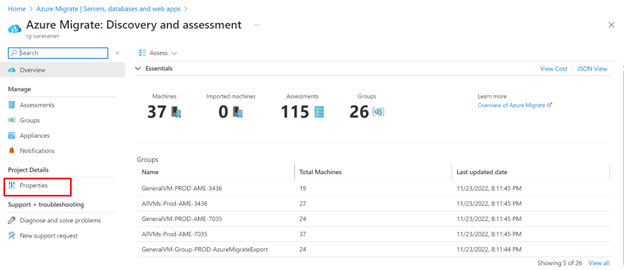 Home > Azure Migrate | Servers, databases and web apps >
Azure Migrate: Discovery and assessment ...
rg-saravanan
Search
Overview
Manage
Assessments
Groups
Appliances
Notifications
Project Details
Properties
Support + troubleshooting
Diagnose and solve problems
New support request
Assess
Essentials
View Cost JSON View
Machines
37
Imported machines
0
Assessments
115
Groups
26
Learn more
Overview of Azure Migrate
Groups
Name Total Machines Last updated date
GeneralVM-PROD-AME-3436 19 11/23/2022, 8:11:45 PM
AllVMs-Prod-AME-3436 27 11/23/2022, 8:11:45 PM
GeneralVM-PROD-AME-7035 24 11/23/2022, 8:11:45 PM
AllVMs-Prod-AME-7035 37 11/23/2022, 8:11:45 PM
GeneralVM-Group-PROD-AzureMigrateExport 24 11/23/2022, 8:11:44 PM
Showing 5 of 26 View all